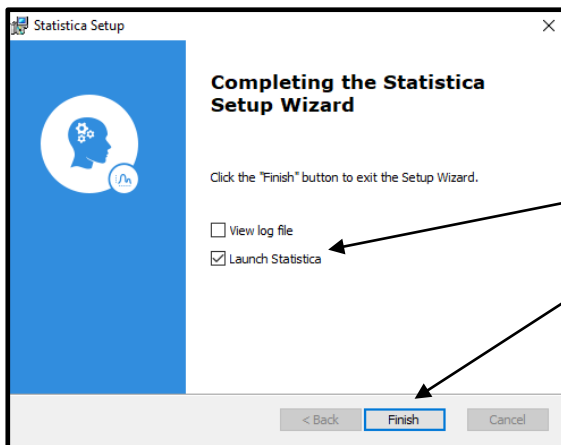 Statistica Setup
Completing the Statistica
Setup Wizard
Click the "Finish" button to exit the Setup Wizard.
View log file
Launch Statistica
< Back Finish Cancel